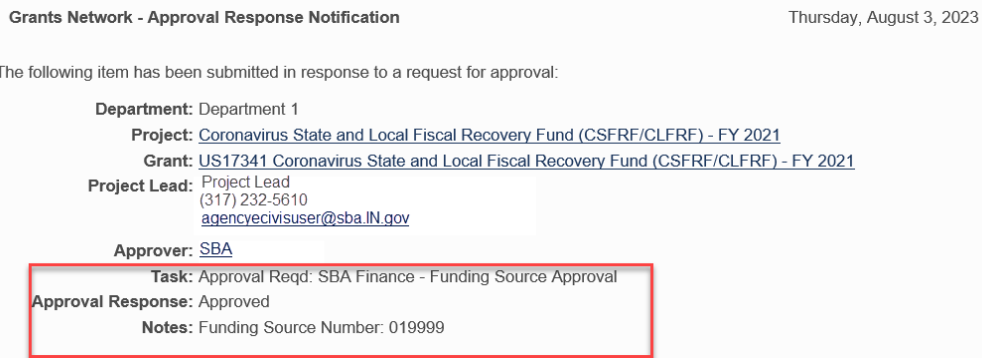 Grants Network - Approval Response Notification Thursday, August 3, 2023
The following item has been submitted in response to a request for approval:
Department: Department 1
Project: Coronavirus State and Local Fiscal Recovery Fund (CSFRF/CLFRF) - FY 2021
Grant: US17341 Coronavirus State and Local Fiscal Recovery Fund (CSFRF/CLFRF) - FY 2021
Project Lead: Project Lead
(317) 232-5610
agencyecivisuser@sba.IN.gov
Approver: SBA
Task: Approval Reqd: SBA Finance - Funding Source Approval
Approval Response: Approved
Notes: Funding Source Number: 019999